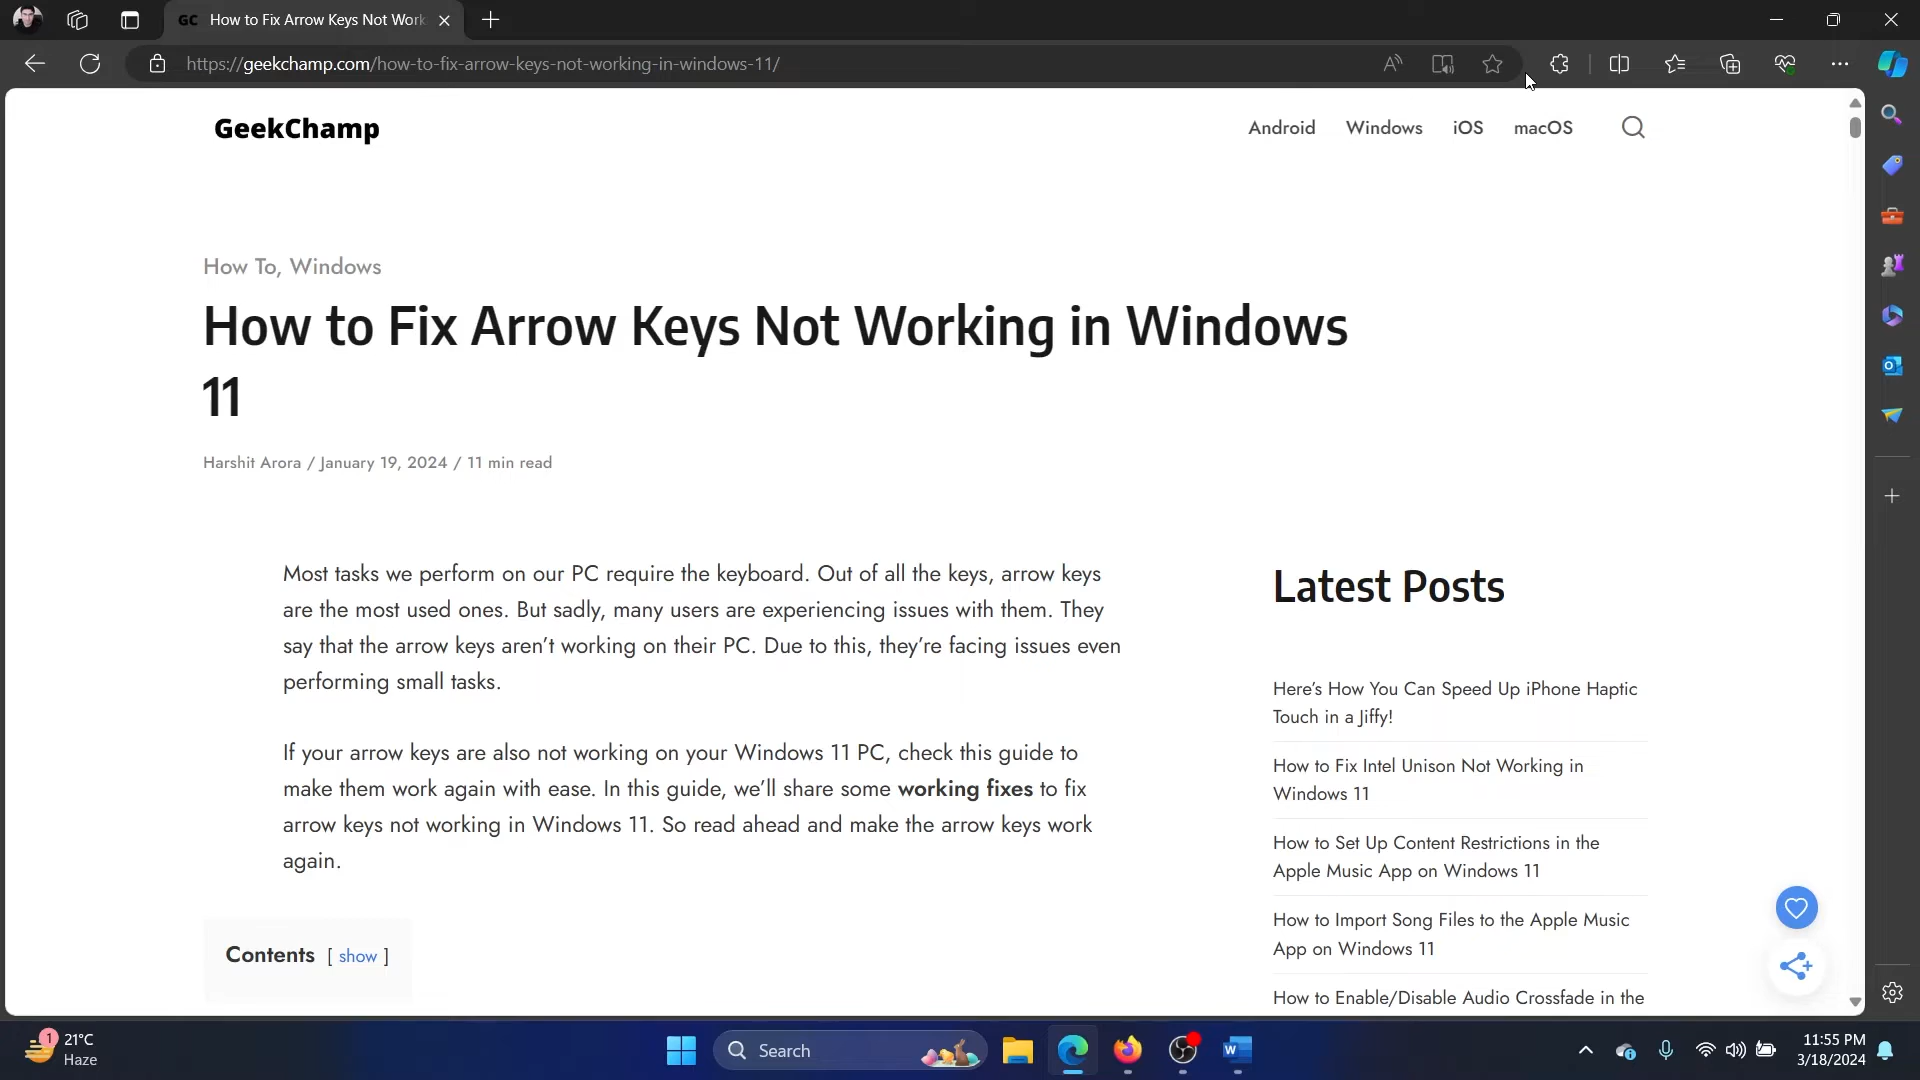 GC How to Fix Arrow Keys Not Work
https://geekchamp.com/how-to-fix-arrow-keys-not-working-in-windows-11/
GeekChamp
Android Windows iOS macOS
How To, Windows
How to Fix Arrow Keys Not Working in Windows
11
Harshit Arora / January 19, 2024 / 11 min read
Most tasks we perform on our PC require the keyboard. Out of all the keys, arrow keys
are the most used ones. But sadly, many users are experiencing issues with them. They
say that the arrow keys aren't working on their PC. Due to this, they're facing issues even
performing small tasks.
If your arrow keys are also not working on your Windows 11 PC, check this guide to
make them work again with ease. In this guide, we'll share some working fixes to fix
arrow keys not working in Windows 11. So read ahead and make the arrow keys work
again.
Contents [ show ]
Latest Posts
Here's How You Can Speed Up iPhone Haptic
Touch in a Jiffy!
How to Fix Intel Unison Not Working in
Windows 11
How to Set Up Content Restrictions in the
Apple Music App on Windows 11
How to Import Song Files to the Apple Music
App on Windows 11
How to Enable/Disable Audio Crossfade in the
1
21°C
Haze
Search
11:55 PM
3/18/2024